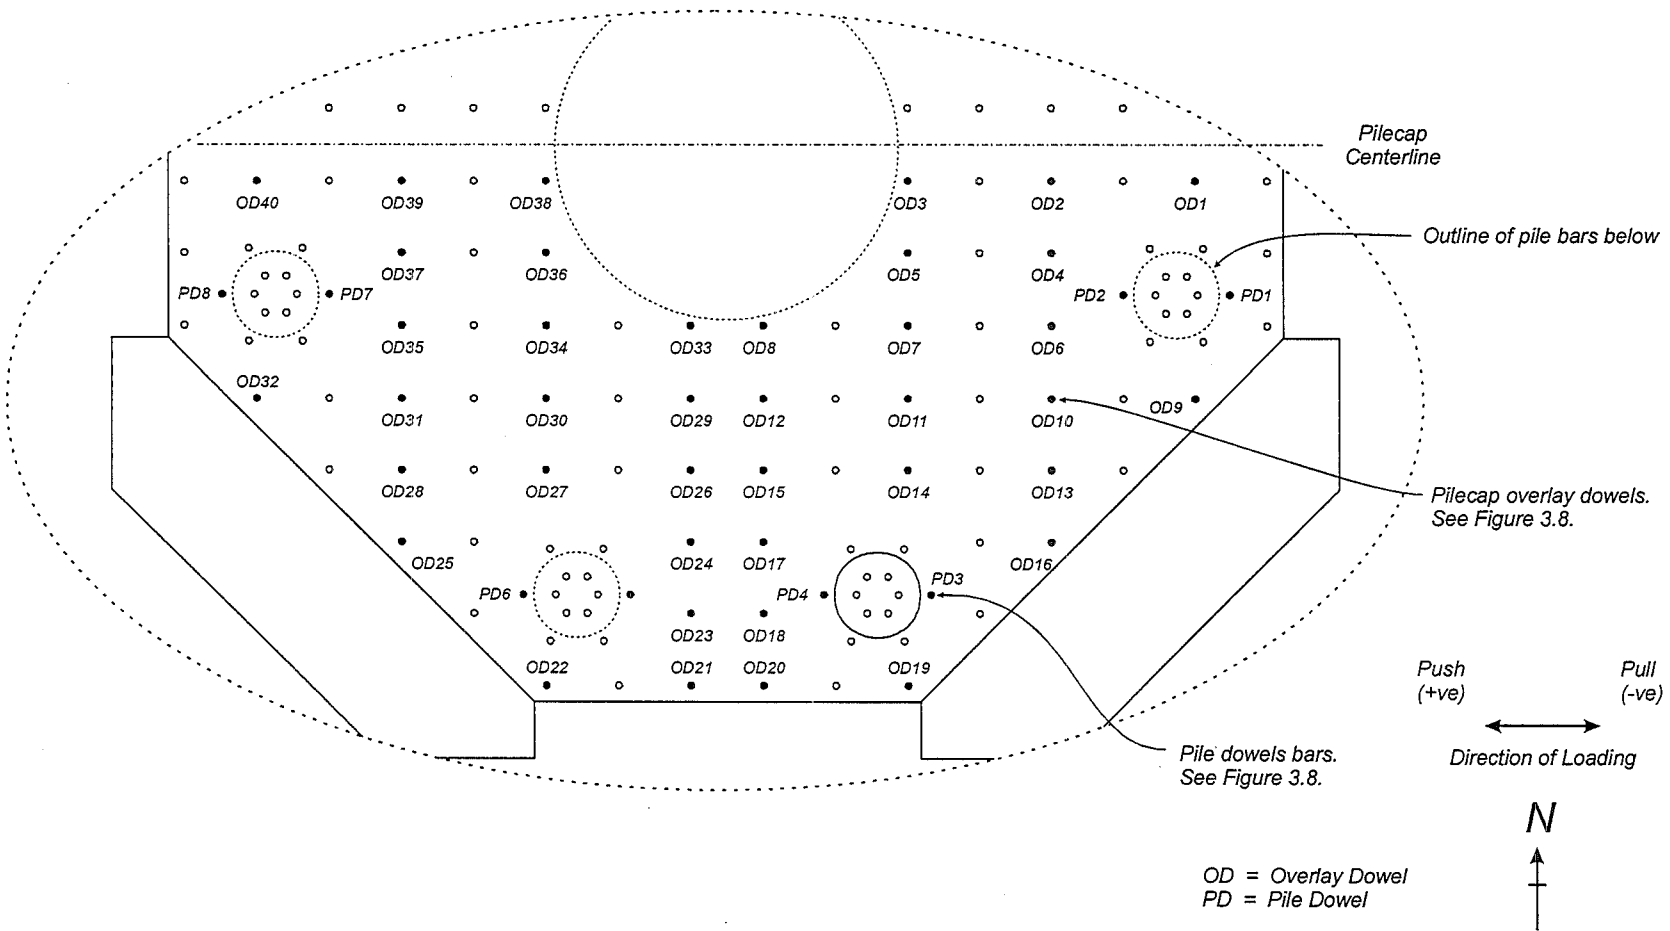 Pilecap
Centerline
OD40 OD39 OD38 OD3 OD2 OD1
Outline of pile bars below
OD37 OD36 OD5 OD4
PD8 PD7 PD2 PD1
OD35 OD34 OD33 OD8 OD7 OD6
OD32
OD9
OD31 OD30 OD29 OD12 OD11 OD10
OD28 OD27 OD26 OD15 OD14 OD13
Pilecap overlay dowels.
See Figure 3.8.
OD25 OD24 OD17 OD16
PD6 PD4 PD3
OD23 OD18
OD22 OD21 OD20 OD19
Push
(+ve)
Pull
(-ve)
Direction of Loading
Pile dowels bars.
See Figure 3.8.
N
OD = Overlay Dowel
PD = Pile Dowel